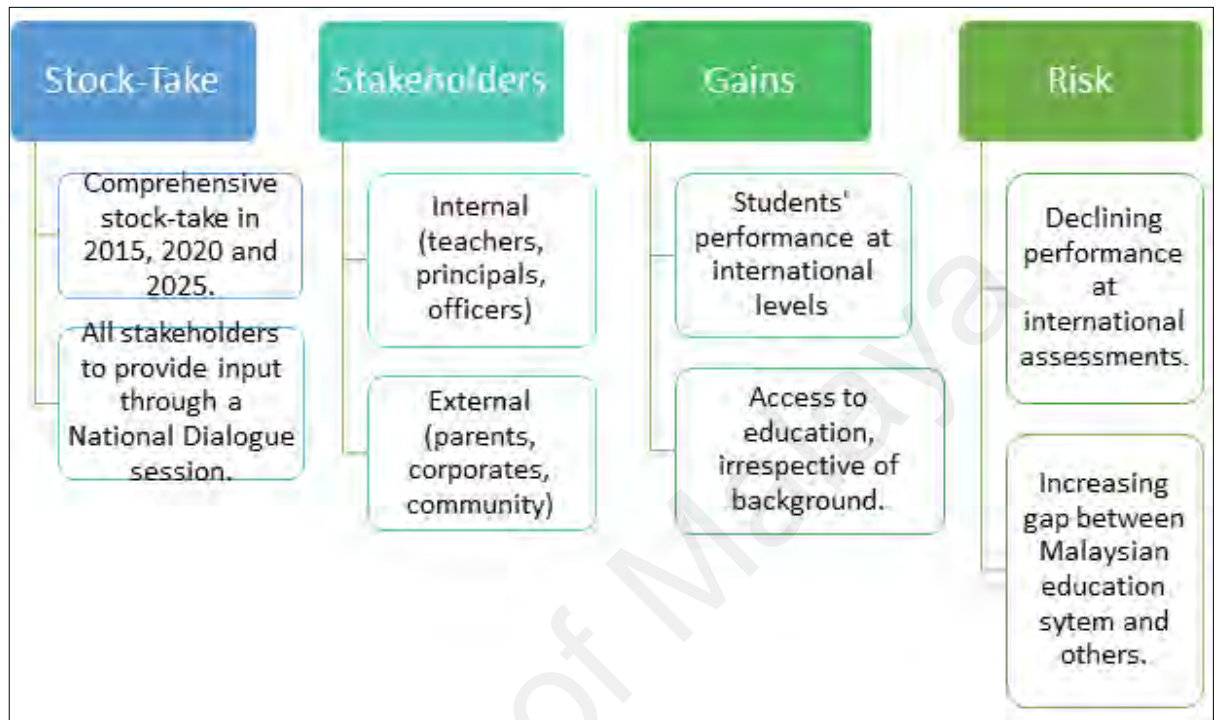 Stock-Take
Comprehensive
stock-take in
2015, 2020 and
2025.
All stakeholders
to provide input
through a
National Dialogue
session.
Stakeholders
Internal
(teachers,
principals,
officers)
External
(parents,
corporates,
community)
Gains
Students'
performance at
international
levels
Access to
education,
irrespective of
background.
Risk
Declining
performance
at
international
assessments.
Increasing
gap between
Malaysian
education
sytem and
others.
of Malaya